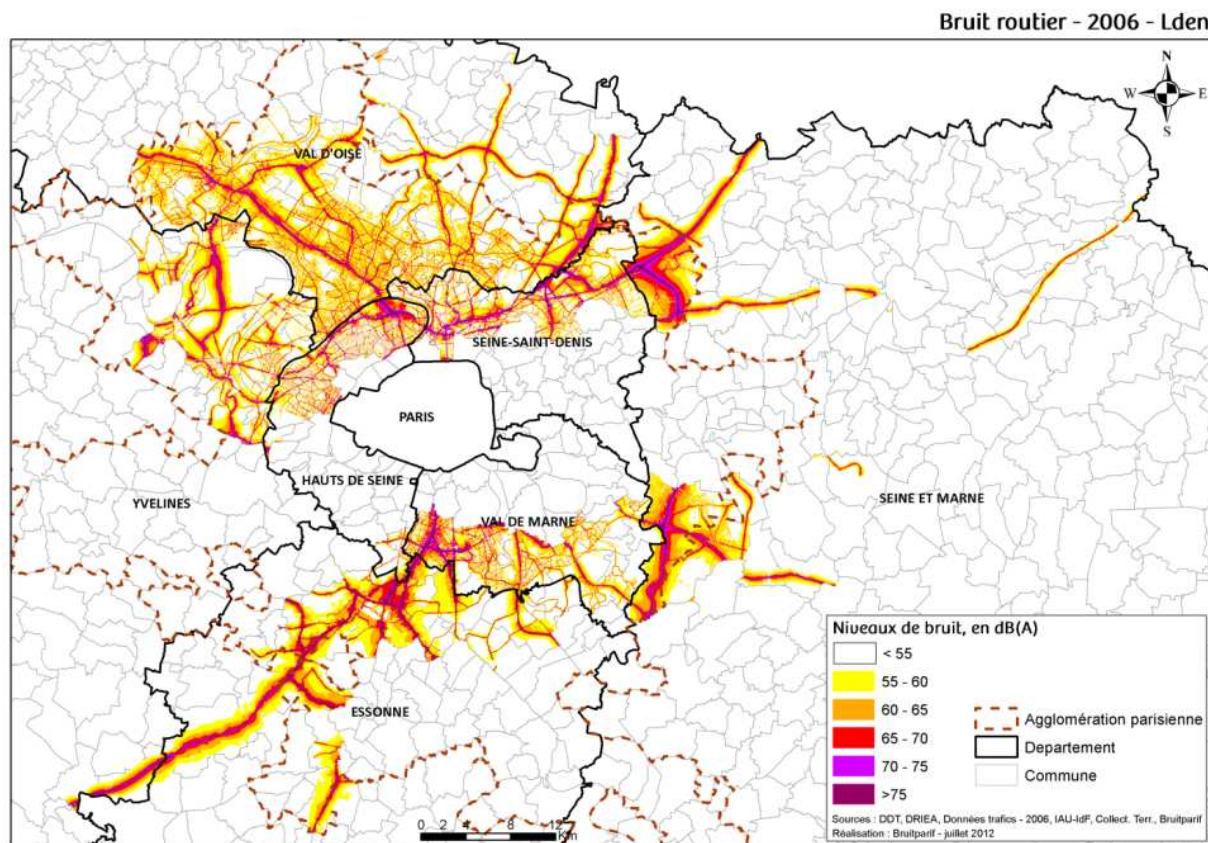 Bruit routier - 2006 - Lden
N
W E
S
VAL D'OISE
SEINE-SAINT-DENIS
PARIS
HAUTS DE SEINE
YVELINES
VAL DE MARNE
SEINE ET MARNE
ESSONNE
Niveaux de bruit, en dB(A)
< 55
55 - 60
60 - 65
65 - 70
70 - 75
>75
Agglomération parisienne
Departement
Commune
Sources : DDT, DRIEA, Données trafics - 2006, IAU-IdF, Collect. Terr., Bruitparif
Réalisation : Bruitparif - juillet 2012
0 2 4 8 12
Km